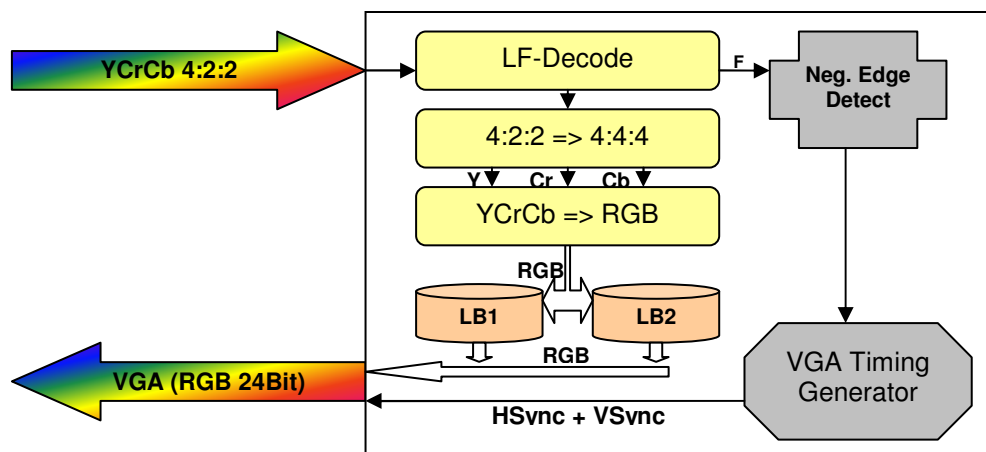 YCrCb 4:2:2
LF-Decode
F
Neg. Edge
Detect
4:2:2 => 4:4:4
Y Cr Cb
YCrCb => RGB
RGB
LB1
LB2
RGB
VGA (RGB 24Bit)
HSync + VSync
VGA Timing
Generator